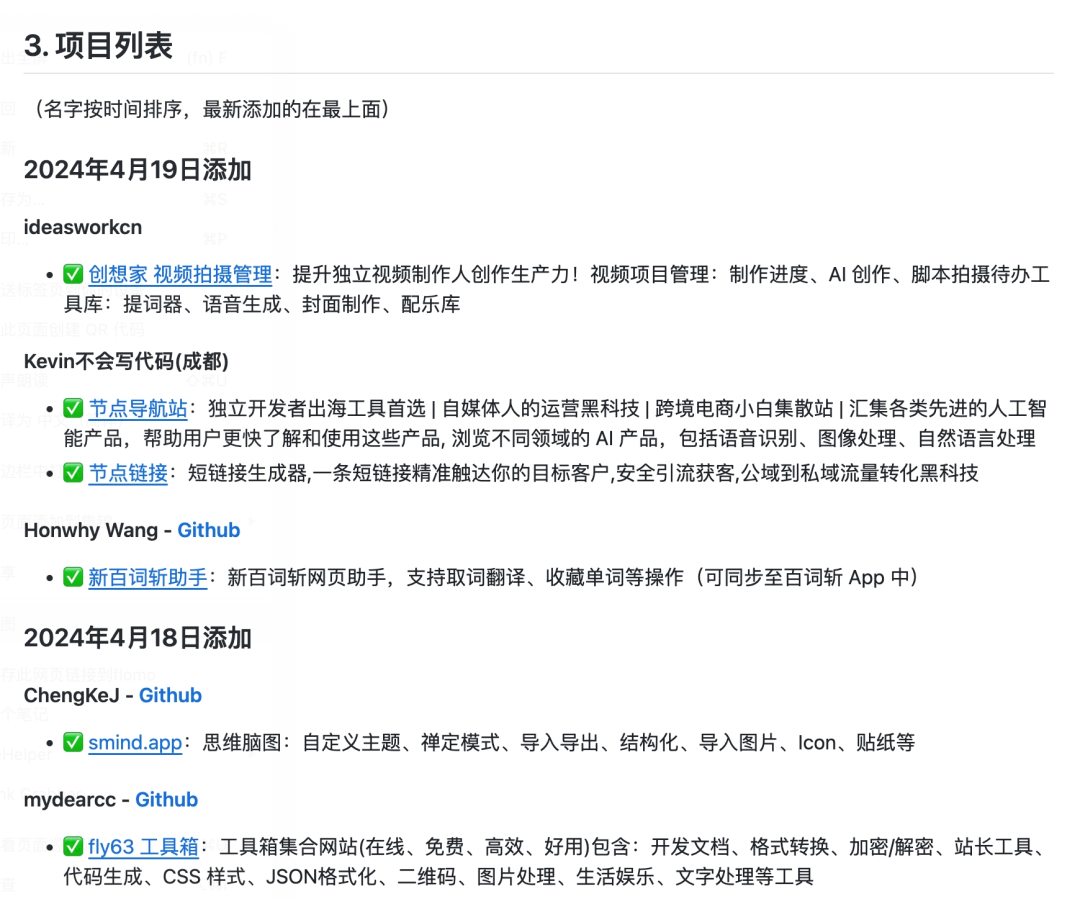 3. 项目列表
（名字按时间排序，最新添加的在最上面）
2024年4月19日添加
ideasworkcn
• ✅ 创想家 视频拍摄管理：提升独立视频制作人创作生产力！视频项目管理：制作进度、AI 创作、脚本拍摄待办工
具库：提词器、语音生成、封面制作、配乐库
Kevin不会写代码(成都)
• ✅ 节点导航站：独立开发者出海工具首选 | 自媒体人的运营黑科技 | 跨境电商小白集散站 | 汇集各类先进的人工智
能产品，帮助用户更快了解和使用这些产品, 浏览不同领域的 AI 产品，包括语音识别、图像处理、自然语言处理
• ✅ 节点链接：短链接生成器,一条短链接精准触达你的目标客户,安全引流获客,公域到私域流量转化黑科技
Honwhy Wang - Github
• ✅ 新百词斩助手：新百词斩网页助手，支持取词翻译、收藏单词等操作（可同步至百词斩 App 中）
2024年4月18日添加
ChengKeJ - Github
• ✅ smind.app：思维脑图：自定义主题、禅定模式、导入导出、结构化、导入图片、Icon、贴纸等
mydearcc - Github
• ✅ fly63 工具箱：工具箱集合网站(在线、免费、高效、好用)包含：开发文档、格式转换、加密/解密、站长工具、
代码生成、CSS 样式、JSON格式化、二维码、图片处理、生活娱乐、文字处理等工具